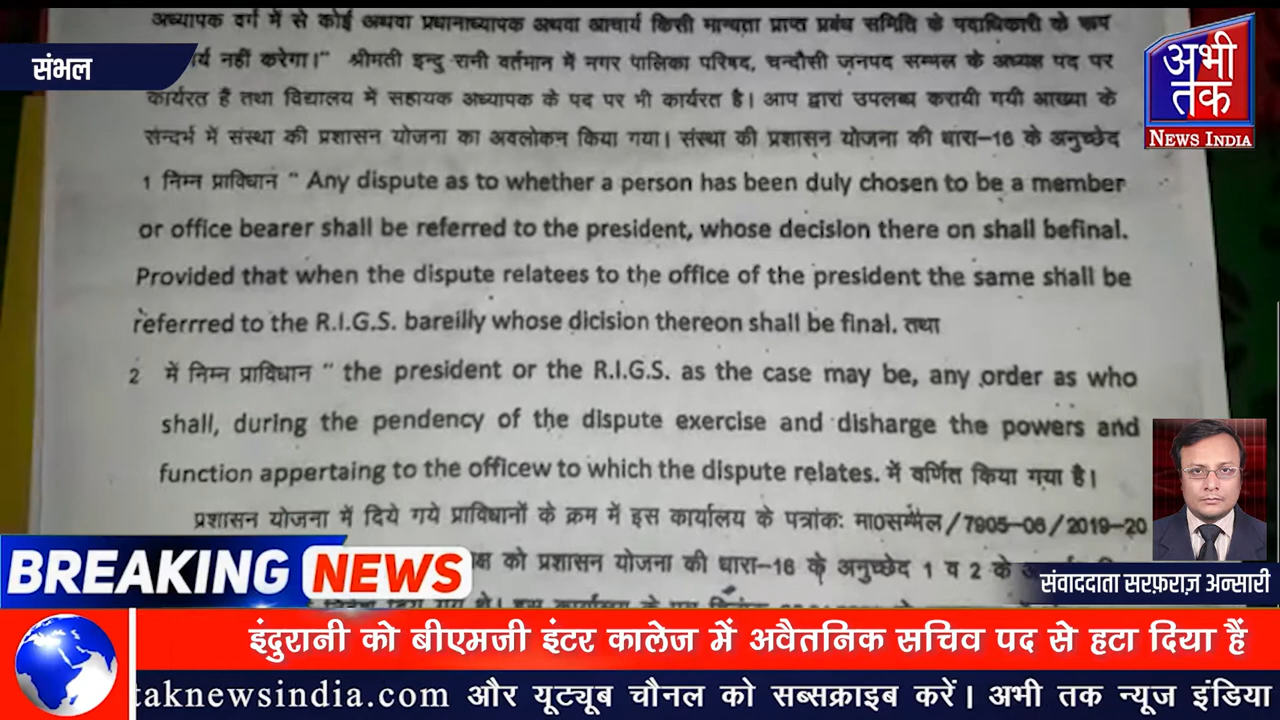 अध्यापक वर्ग में से कोई अथवा प्रधानाध्यापक अथवा आचार्य किसी मान्यता प्राप्त प्रबंध समिति के पदाधिकारी के रूप
संभल
र्य नहीं करेगा।" श्रीमती इन्दु रानी वर्तमान में नगर पालिका परिषद, चन्दौसी जनपद सम्भल के अध्यक्ष पद पर
कार्यरत है तथा विद्यालय में सहायक अध्यापक के पद पर भी कार्यरत है। आप द्वारा उपलब्ध करायी गयी आख्या के
सन्दर्भ में संस्था की प्रशासन योजना का अवलोकन किया गया। संस्था की प्रशासन योजना की धारा-16 के अनुच्छेद
अभी
तक
NEWS INDIA
1 निम्न प्राविधान " Any dispute as to whether a person has been duly chosen to be a member
or office bearer shall be referred to the president, whose decision there on shall befinal.
Provided that when the dispute relatees to the office of the president the same shall be
referrred to the R.I.G.S. bareilly whose dicision thereon shall be final. तथा
2 में निम्न प्राविधान " the president or the R.I.G.S. as the case may be, any order as who
shall, during the pendency of the dispute exercise and disharge the powers and
function appertaing to the officew to which the dispute relates. में वर्णित किया गया है।
प्रशासन योजना में दिये गये प्राविधानों के क्रम में इस कार्यालय के पत्रांकः मा0सम्भल/7905-06/2019-20
क्ष को प्रशासन योजना की धारा-16 के अनुच्छेद 1 व 2 के
संवाददाता सरफ़राज़ अन्सारी
BREAKING NEWS
इंदुरानी को बीएमजी इंटर कालेज में अवैतनिक सचिव पद से हटा दिया हैं
taknewsindia.com और यूट्यूब चौनल को सब्सक्राइब करें। अभी तक न्यूज इंडिया